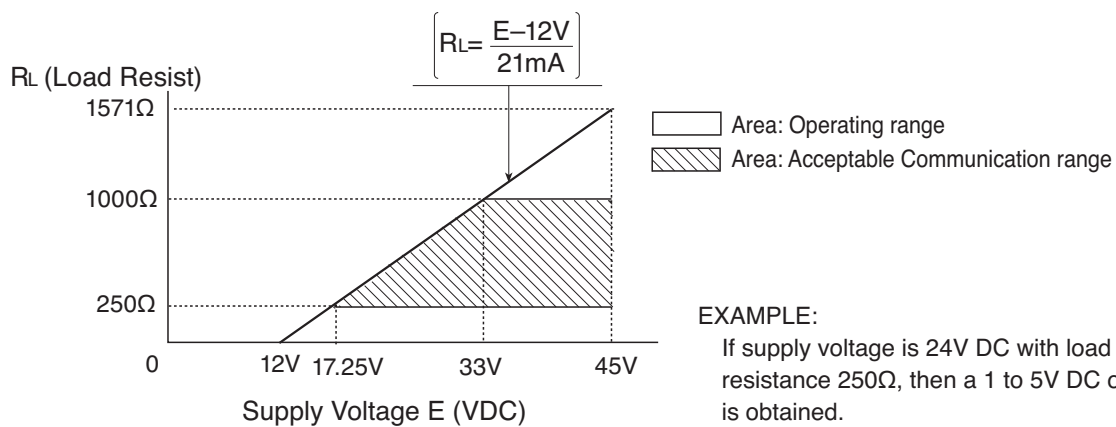 [RL= E–12V
21mA]
RL (Load Resist)
1571Ω
1000Ω
250Ω
0
12V 17.25V 33V 45V
Supply Voltage E (VDC)
Area: Operating range
Area: Acceptable Communication range
EXAMPLE:
If supply voltage is 24V DC with load
resistance 250Ω, then a 1 to 5V DC
is obtained.